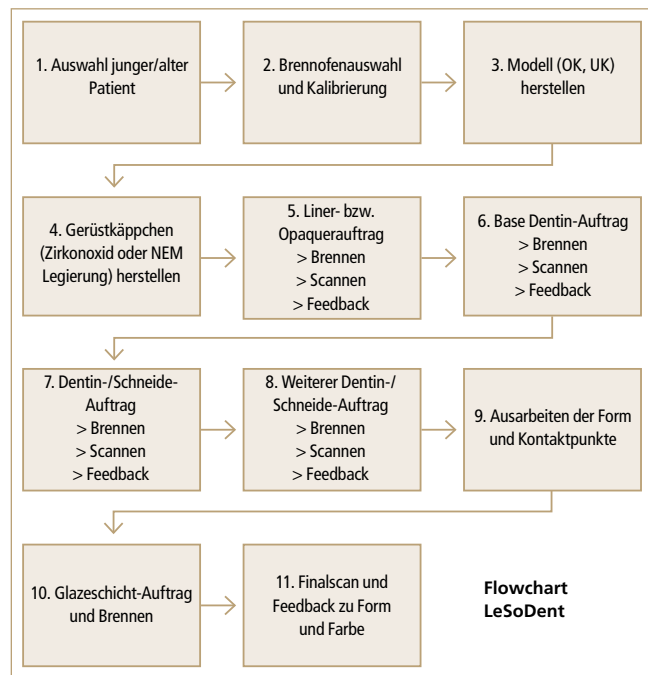 1. Auswahl junger/alter
Patient
2. Brennofenauswahl
und Kalibrierung
3. Modell (OK, UK)
herstellen
4. Gerüstkäppchen
(Zirkonoxid oder NEM
Legierung) herstellen
5. Liner- bzw.
Opaquerauftrag
> Brennen
> Scannen
> Feedback
6. Base Dentin-Auftrag
> Brennen
> Scannen
> Feedback
7. Dentin-/Schneide-
Auftrag
> Brennen
> Scannen
> Feedback
8. Weiterer Dentin-/
Schneide-Auftrag
> Brennen
> Scannen
> Feedback
9. Ausarbeiten der Form
und Kontaktpunkte
10. Glazeschicht-Auftrag
und Brennen
11. Finalscan und
Feedback zu Form
und Farbe
Flowchart
LeSoDent